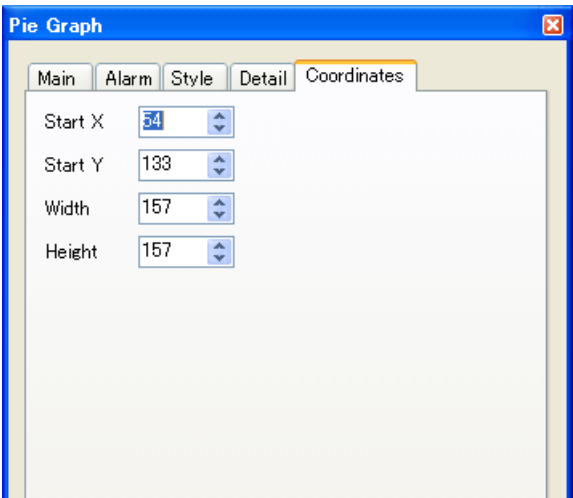 Pie Graph
Main Alarm Style Detail Coordinates
Start X 54
Start Y 133
Width 157
Height 157